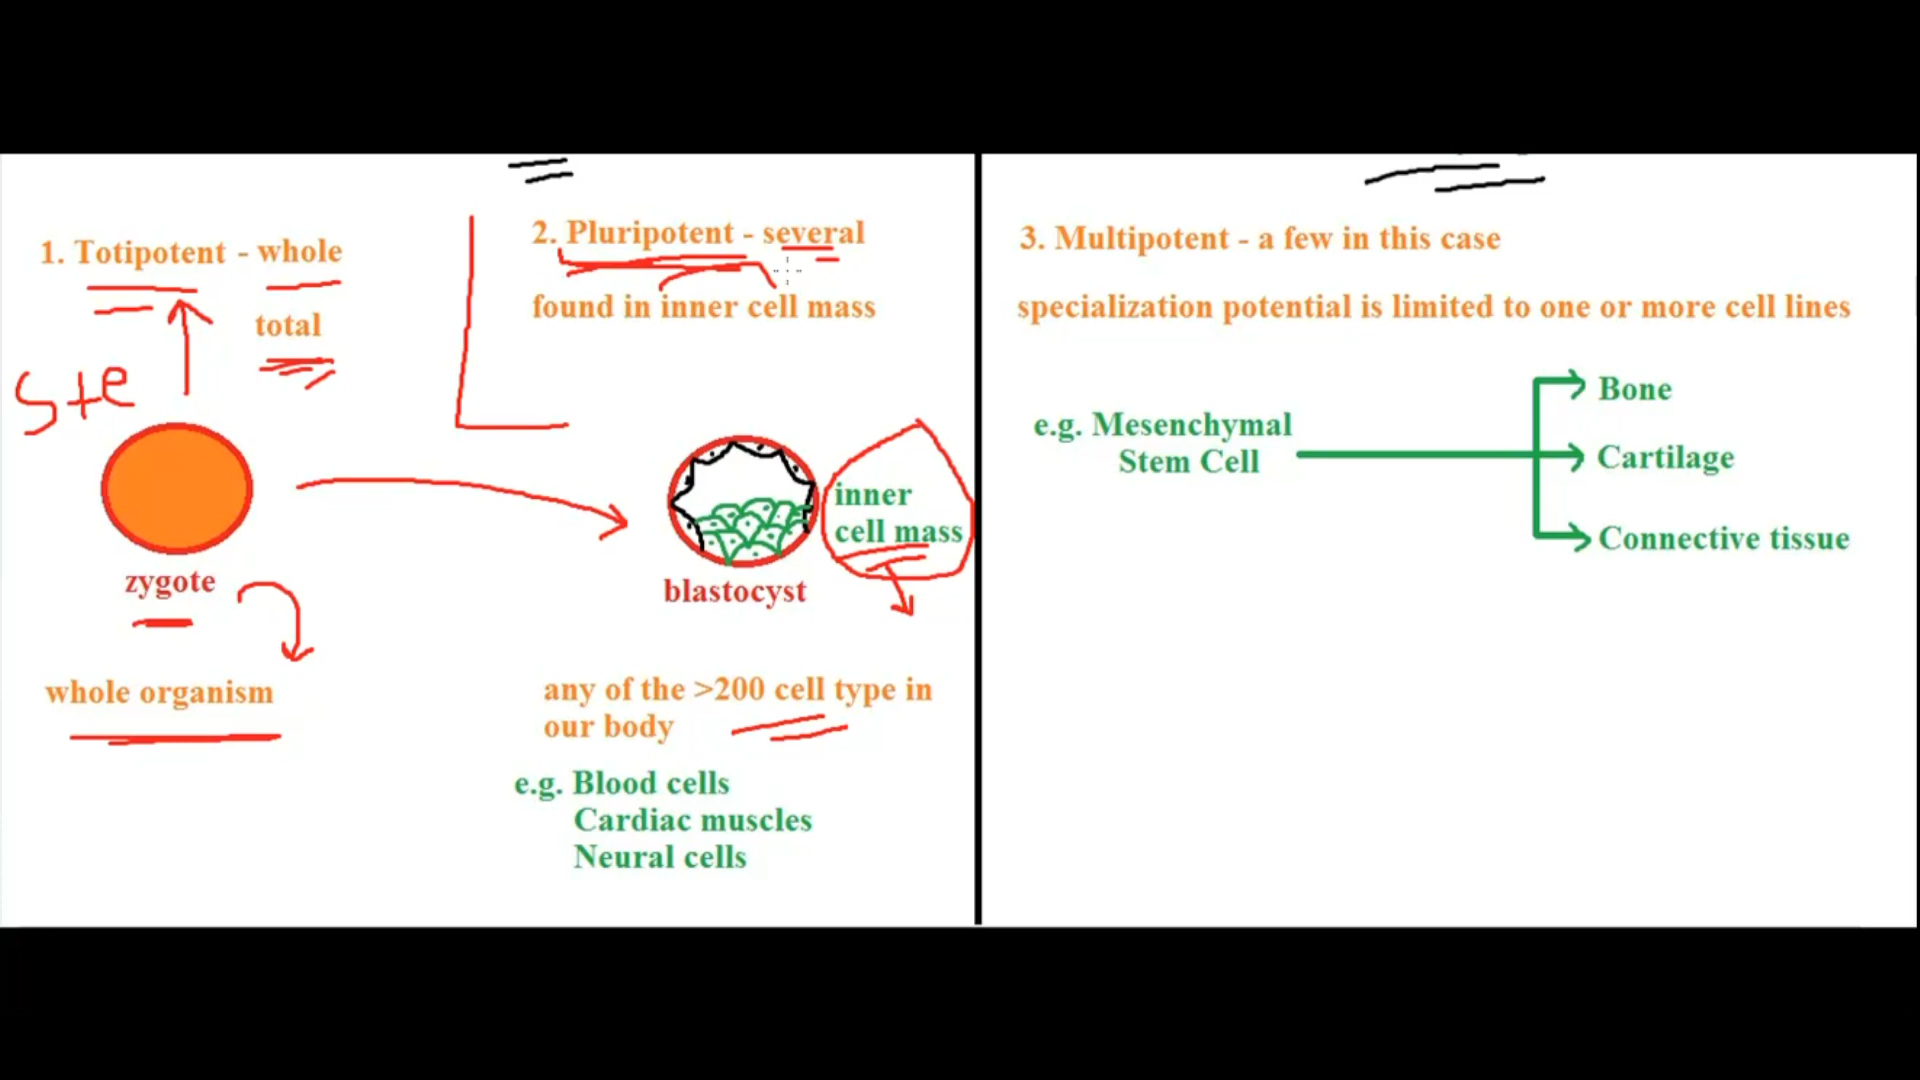 1. Totipotent - whole
total
Ste
zygote
whole organism
2. Pluripotent - several
found in inner cell mass
inner
cell mass
blastocyst
any of the >200 cell type in
our body
e.g. Blood cells
Cardiac muscles
Neural cells
3. Multipotent - a few in this case
specialization potential is limited to one or more cell lines
e.g. Mesenchymal
Stem Cell
Bone
Cartilage
Connective tissue